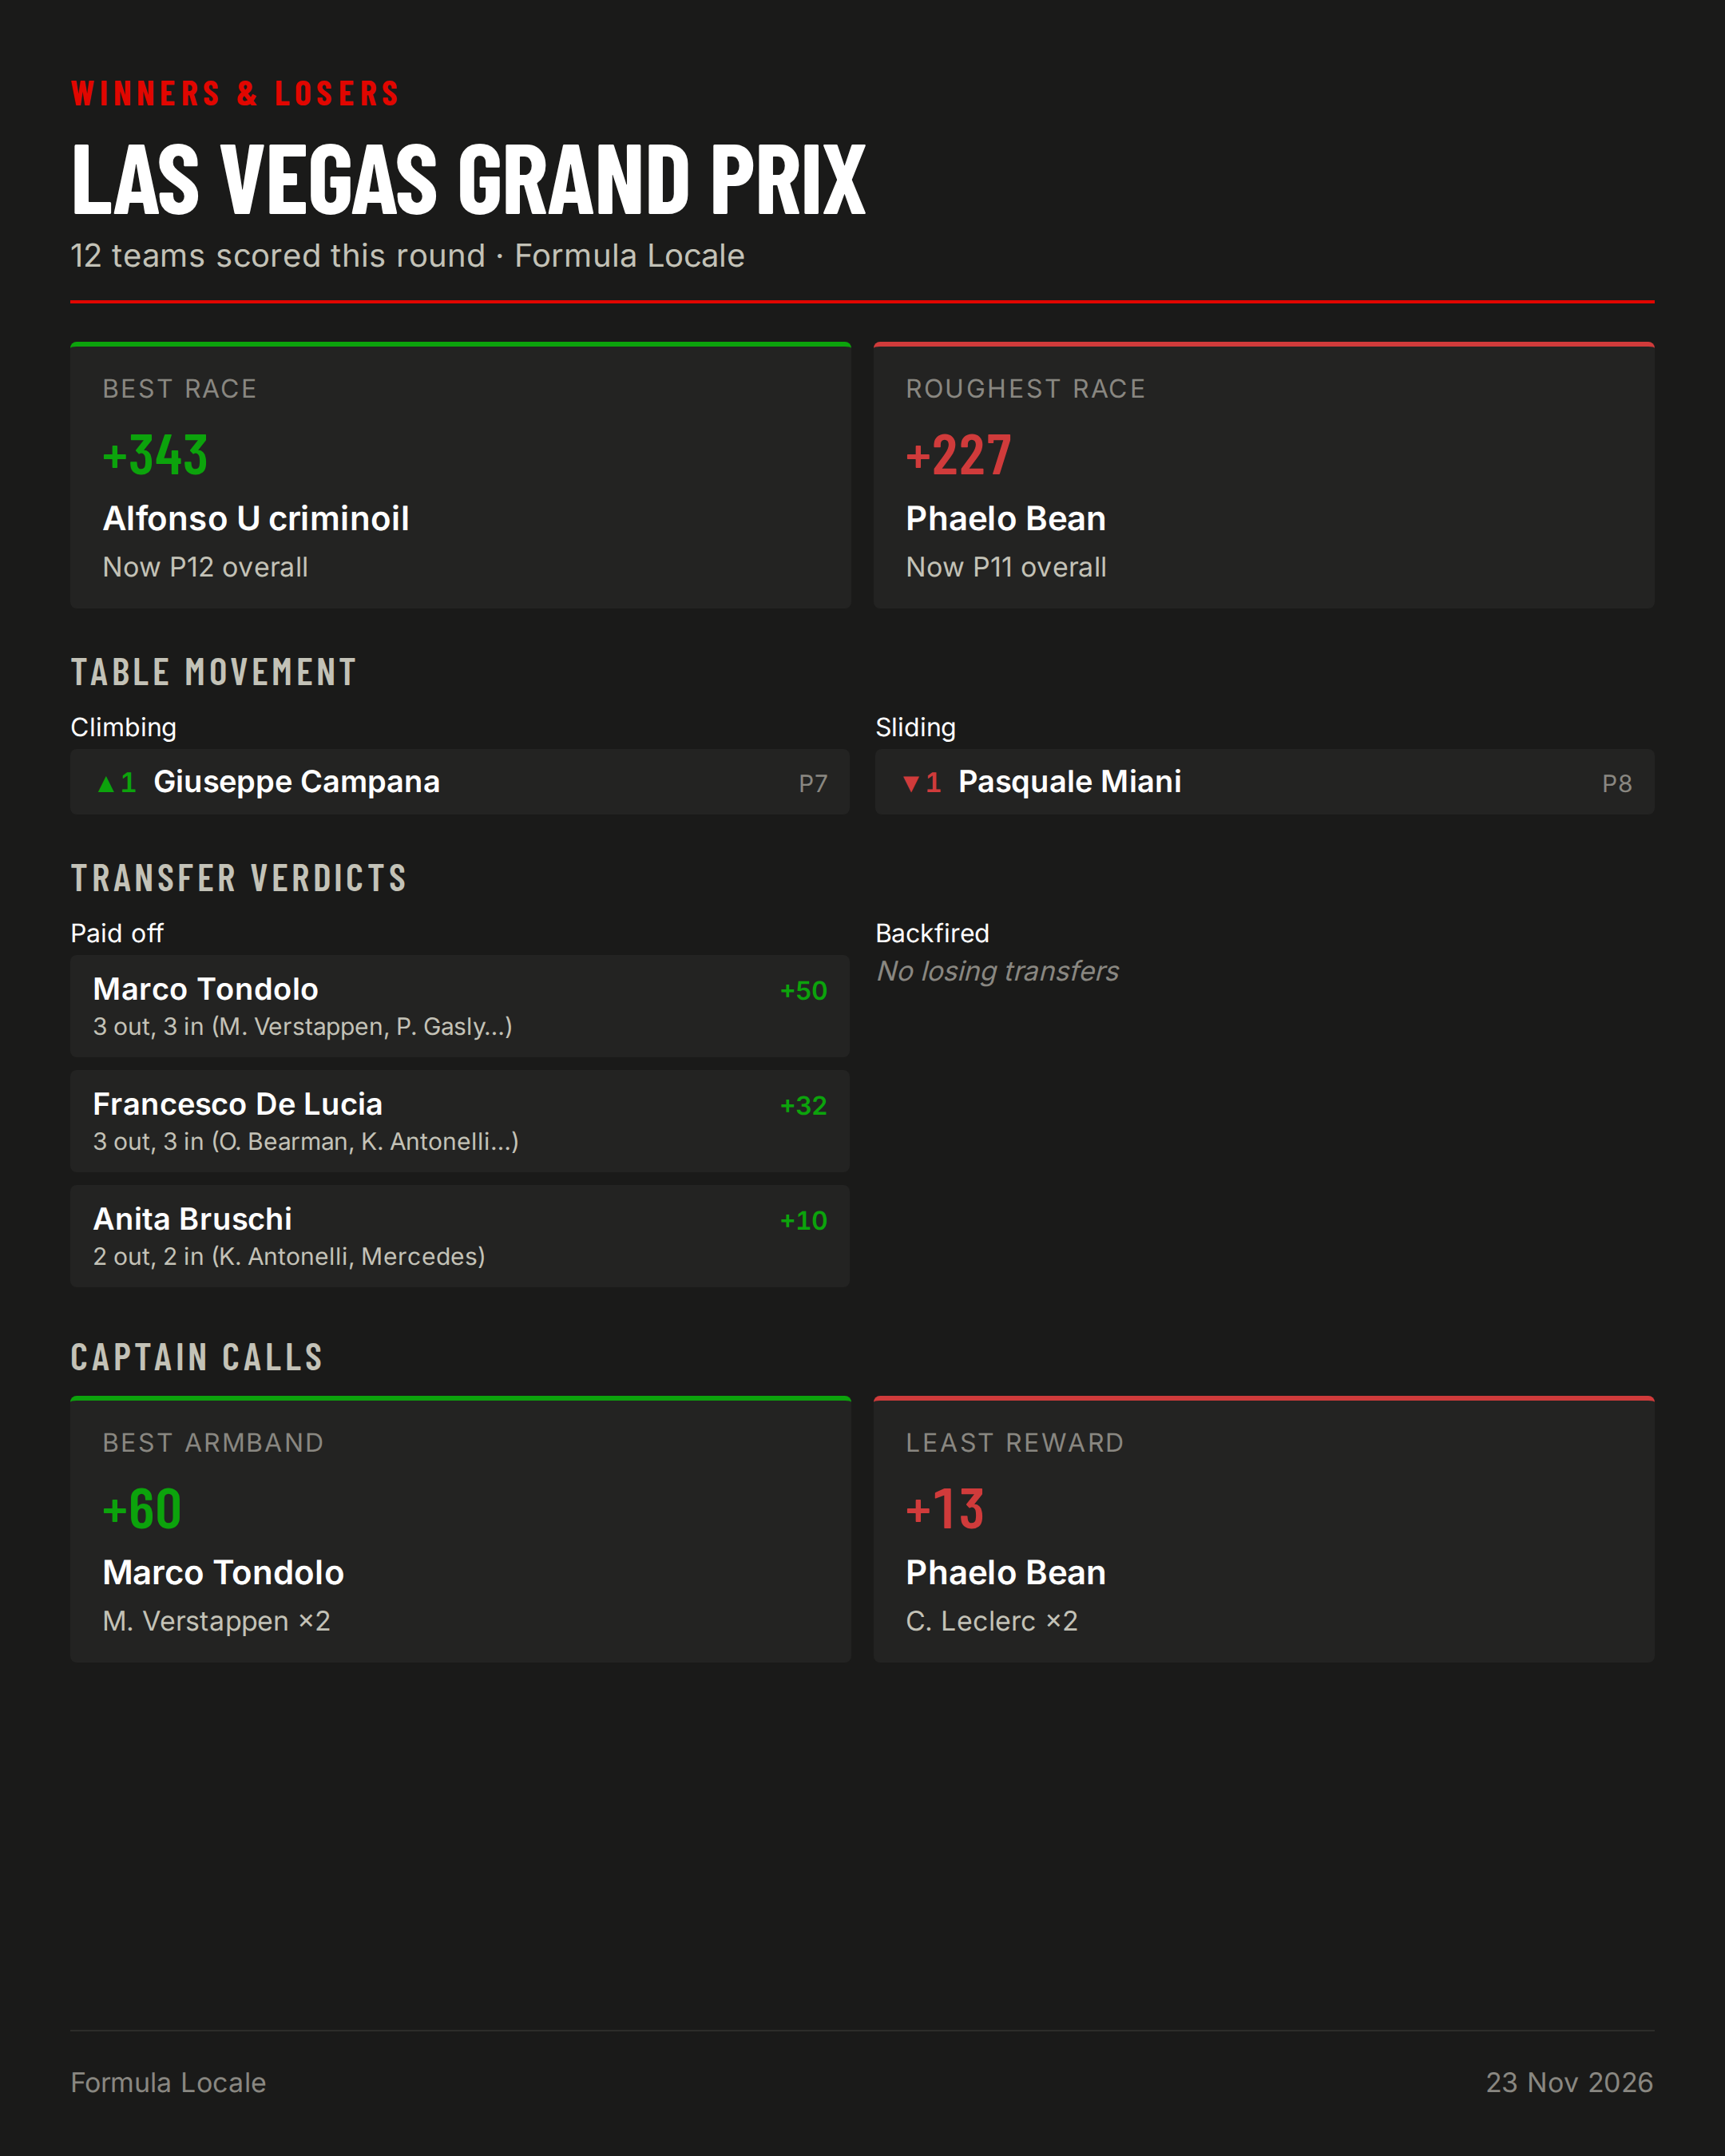 WINNERS & LOSERS
LAS VEGAS GRAND PRIX
12 teams scored this round · Formula Locale
BEST RACE
+343
Alfonso U criminoil
Now P12 overall
ROUGHEST RACE
+227
Phaelo Bean
Now P11 overall
TABLE MOVEMENT
Climbing
▲1 Giuseppe Campana P7
Sliding
▼1 Pasquale Miani P8
TRANSFER VERDICTS
Paid off
Marco Tondolo +50
3 out, 3 in (M. Verstappen, P. Gasly...)
Francesco De Lucia +32
3 out, 3 in (O. Bearman, K. Antonelli...)
Anita Bruschi +10
2 out, 2 in (K. Antonelli, Mercedes)
Backfired
No losing transfers
CAPTAIN CALLS
BEST ARMBAND
+60
Marco Tondolo
M. Verstappen ×2
LEAST REWARD
+13
Phaelo Bean
C. Leclerc ×2
Formula Locale
23 Nov 2026